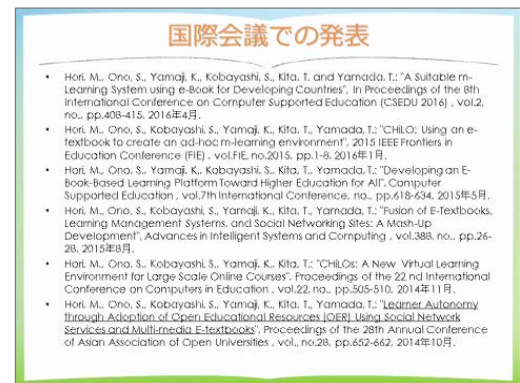 国際会議での発表
• Hori, M., Ono, S., Yamaji, K., Kobayashi, S., Kita, T. and Yamada, T.: "A Suitable m-
Learning System using e-Book for Developing Countries", In Proceedings of the 8th
International Conference on Computer Supported Education (CSEDU 2016) , vol.2,
no., pp.408-415, 2016年4月.
• Hori, M., Ono, S., Kobayashi, S., Yamaji, K., Kita, T., Yamada, T.: "CHiLO: Using an e-
textbook to create an ad-hoc m-learning environment", 2015 IEEE Frontiers in
Education Conference (FIE) , vol.FIE, no.2015, pp.1-8, 2016年1月.
• Hori, M., Ono, S., Yamaji, K., Kobayashi, S., Kita, T., Yamada, T.: "Developing an E-
Book-Based Learning Platform Toward Higher Education for All", Computer
Supported Education , vol.7th International Conference, no., pp.618-634, 2015年5月.
• Hori, M., Ono, S., Kobayashi, S., Yamaji, K., Kita, T., Yamada, T.: "Fusion of E-Textbooks,
Learning Management Systems, and Social Networking Sites: A Mash-Up
Development", Advances in Intelligent Systems and Computing , vol.388, no., pp.26-
28, 2015年8月.
• Hori, M., Ono, S., Kobayashi, S., Yamaji, K., Kita, T., Yamada, T.: "CHiLOs: A New Virtual Learning
Environment for Large Scale Online Courses", Proceedings of the 22 nd International
Conference on Computers in Education , vol.22, no., pp.505-510, 2014年11月.
• Hori, M., Ono, S., Kobayashi, S., Yamaji, K., Kita, T., Yamada, T.: "Learner Autonomy
through Adoption of Open Educational Resources (OER) Using Social Network
Services and Multi-media E-textbooks", Proceedings of the 28th Annual Conference
of Asian Association of Open Universities , vol., no.28, pp.652-662, 2014年10月.